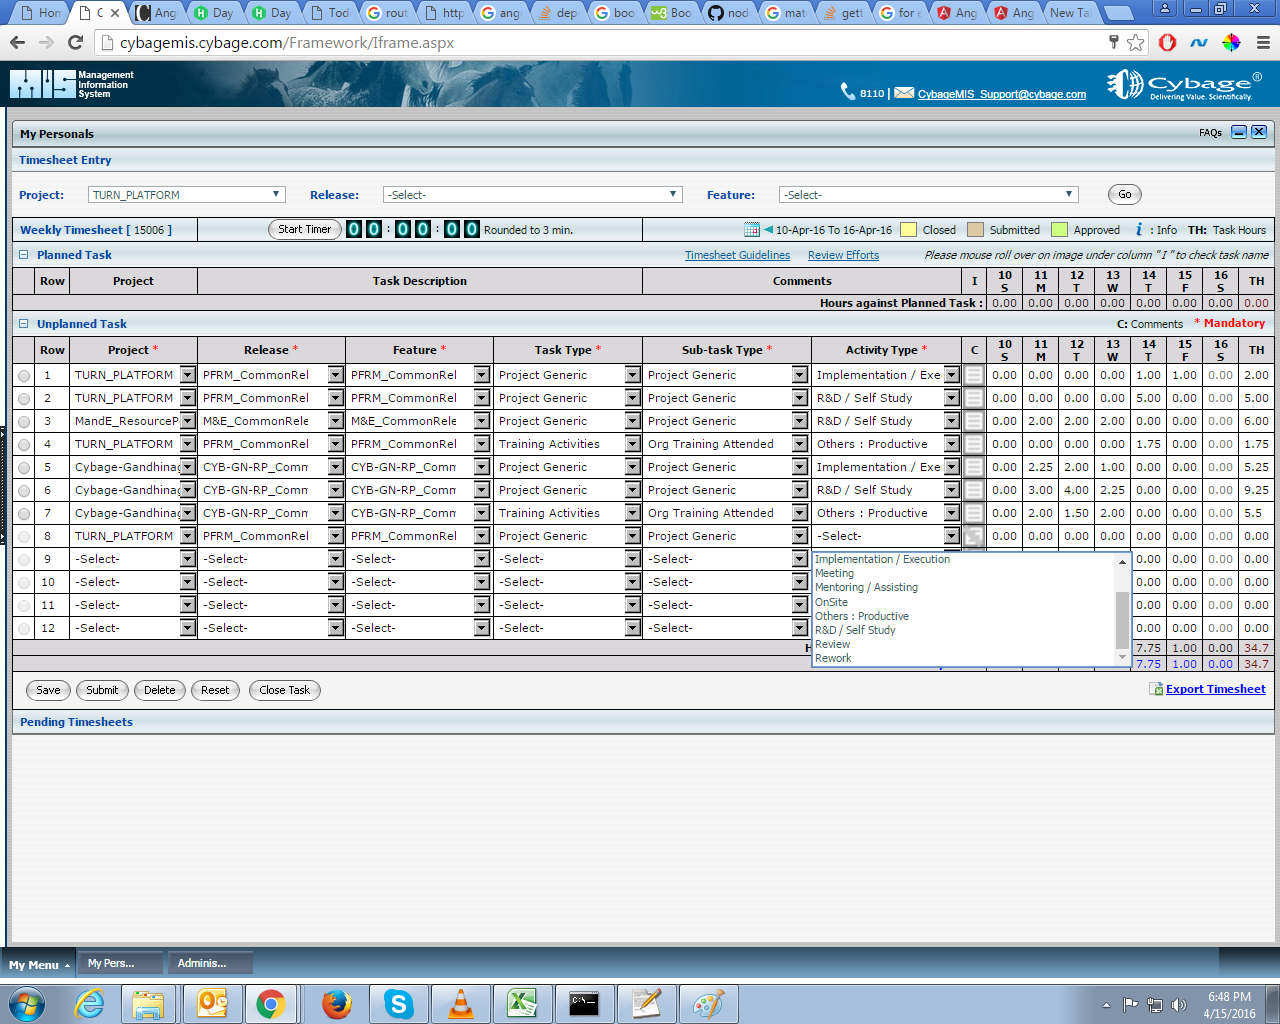 Hon
C
Ang
Day
Day
Toda
rout
http
ang
dep
boo
w3 Boo
nod
mat
gett
for e
Ang
Ang
New Ta
cybagemis.cybage.com/Framework/Iframe.aspx
MIS Management Information System
8110 | CybageMIS_Support@cybage.com
Cybage®
Delivering Value. Scientifically.
My Personals FAQs
Timesheet Entry
Project: TURN_PLATFORM Release: -Select- Feature: -Select- Go
Weekly Timesheet [ 15006 ] Start Timer 00 : 00 : 00 Rounded to 3 min. 10-Apr-16 To 16-Apr-16 Closed Submitted Approved i : Info TH: Task Hours
Planned Task Timesheet Guidelines Review Efforts Please mouse roll over on image under column "I" to check task name
Row Project Task Description Comments I 10 S 11 M 12 T 13 W 14 T 15 F 16 S TH
Hours against Planned Task : 0.00 0.00 0.00 0.00 0.00 0.00 0.00 0.00
Unplanned Task C: Comments * Mandatory
Row Project * Release * Feature * Task Type * Sub-task Type * Activity Type * C 10 S 11 M 12 T 13 W 14 T 15 F 16 S TH
1 TURN_PLATFORM PFRM_CommonRel PFRM_CommonRel Project Generic Project Generic Implementation / Exe 0.00 0.00 0.00 0.00 1.00 1.00 0.00 2.00
2 TURN_PLATFORM PFRM_CommonRel PFRM_CommonRel Project Generic Project Generic R&D / Self Study 0.00 0.00 0.00 0.00 5.00 0.00 0.00 5.00
3 MandE_ResourceP M&E_CommonRele M&E_CommonRele Project Generic Project Generic R&D / Self Study 0.00 2.00 2.00 2.00 0.00 0.00 0.00 6.00
4 TURN_PLATFORM PFRM_CommonRel PFRM_CommonRel Training Activities Org Training Attended Others : Productive 0.00 0.00 0.00 0.00 1.75 0.00 0.00 1.75
5 Cybage-Gandhinag CYB-GN-RP_Comm CYB-GN-RP_Comm Project Generic Project Generic Implementation / Exe 0.00 2.25 2.00 1.00 0.00 0.00 0.00 5.25
6 Cybage-Gandhinag CYB-GN-RP_Comm CYB-GN-RP_Comm Project Generic Project Generic R&D / Self Study 0.00 3.00 4.00 2.25 0.00 0.00 0.00 9.25
7 Cybage-Gandhinag CYB-GN-RP_Comm CYB-GN-RP_Comm Training Activities Org Training Attended Others : Productive 0.00 2.00 1.50 2.00 0.00 0.00 0.00 5.5
8 TURN_PLATFORM PFRM_CommonRel PFRM_CommonRel Project Generic Project Generic -Select- 0.00 0.00 0.00 0.00 0.00 0.00 0.00 0.00
9 -Select- -Select- -Select- -Select- -Select- 0.00 0.00 0.00 0.00
10 -Select- -Select- -Select- -Select- -Select- 0.00 0.00 0.00 0.00
11 -Select- -Select- -Select- -Select- -Select- 0.00 0.00 0.00 0.00
12 -Select- -Select- -Select- -Select- -Select- 0.00 0.00 0.00 0.00
Implementation / Execution
Meeting
Mentoring / Assisting
OnSite
Others : Productive
R&D / Self Study
Review
Rework
H 7.75 1.00 0.00 34.7
7.75 1.00 0.00 34.7
Save Submit Delete Reset Close Task Export Timesheet
Pending Timesheets
My Menu My Pers... Adminis...
6:48 PM
4/15/2016